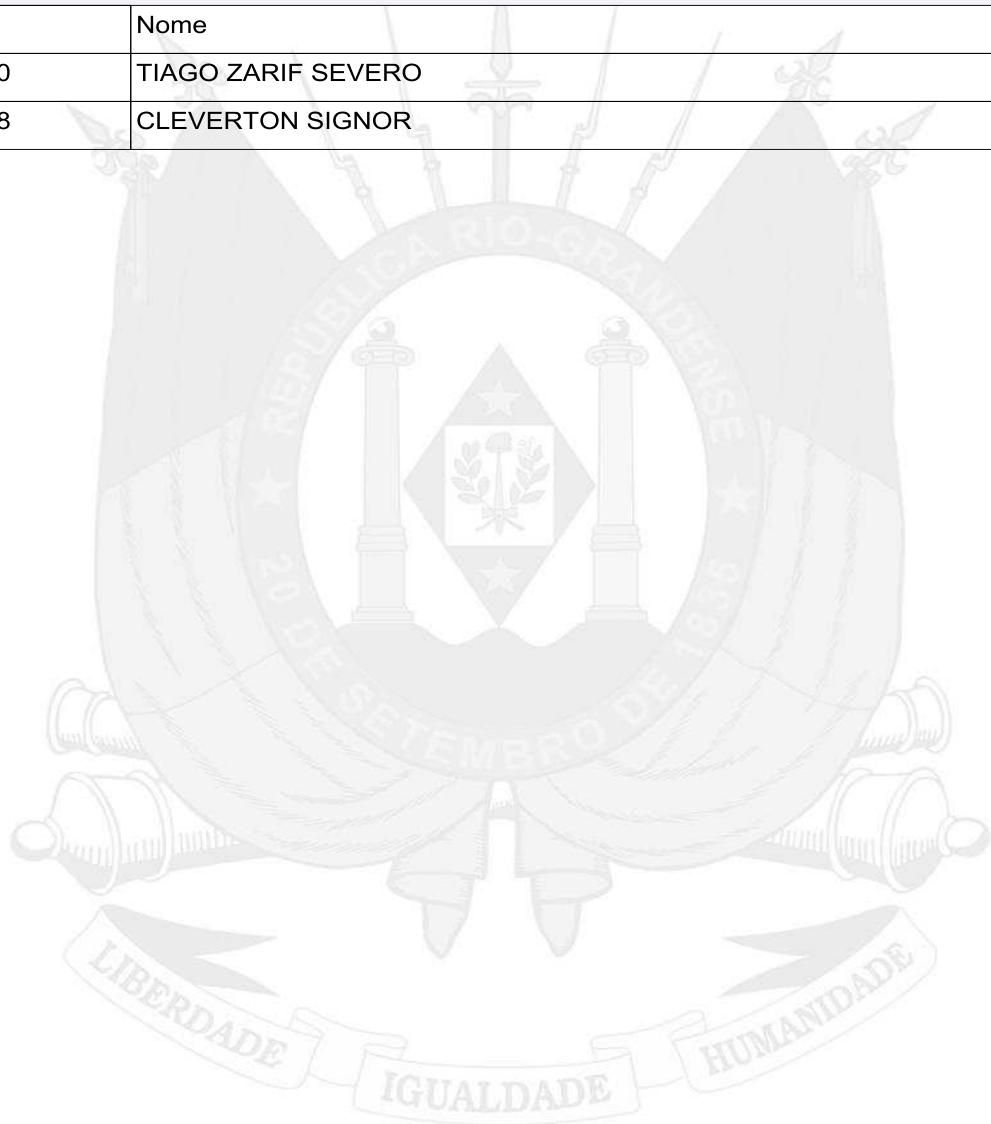 Nome
0 TIAGO ZARIF SEVERO
8 CLEVERTON SIGNOR
REPÚBLICA RIO-GRANDENSE
20 DE SETEMBRO DE 1835
LIBERDADE
IGUALDADE
HUMANIDADE